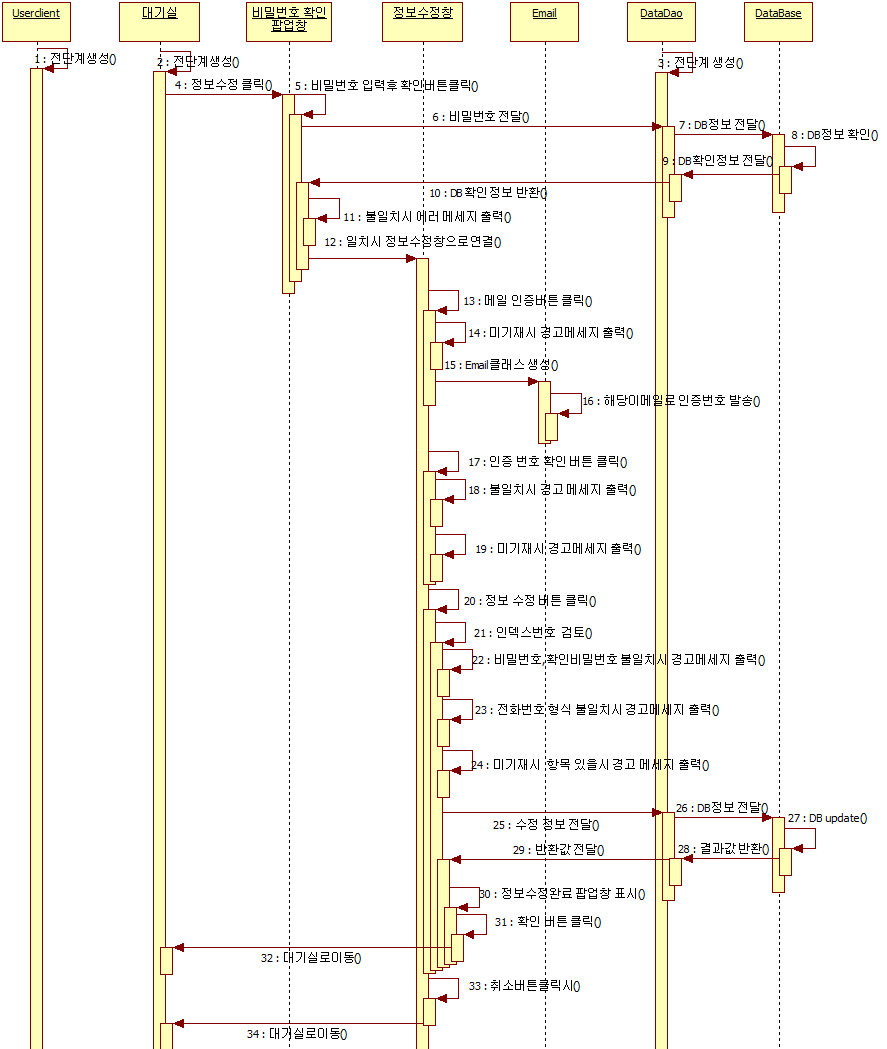 Userclient
대기실
비밀번호 확인
팝업창
정보수정창
Email
DataDao
DataBase
1 : 전단계생성()
2 : 전단계생성()
3 : 전단계 생성()
4 : 정보수정 클릭()
5 : 비밀번호 입력후 확인버튼클릭()
6 : 비밀번호 전달()
7 : DB정보 전달()
8 : DB정보 확인()
9 : DB확인정보 전달()
10 : DB 확인 정보 반환()
11 : 불일치시 에러 메세지 출력()
12 : 일치시 정보수정창으로연결()
13 : 메일 인증버튼 클릭()
14 : 미기재시 경고메세지 출력()
15 : Email클래스 생성()
16 : 해당이메일로 인증번호 발송()
17 : 인증 번호 확인 버튼 클릭()
18 : 불일치시 경고 메세지 출력()
19 : 미기재시 경고메세지 출력()
20 : 정보 수정 버튼 클릭()
21 : 인덱스번호 검토()
22 : 비밀번호,확인비밀번호 불일치시 경고메세지 출력()
23 : 전화번호 형식 불일치시 경고메세지 출력()
24 : 미기재시 항목 있을시 경고 메세지 출력()
25 : 수정 정보 전달()
26 : DB정보 전달()
27 : DB update()
28 : 결과값 반환()
29 : 반환값 전달()
30 : 정보수정완료 팝업창 표시()
31 : 확인 버튼 클릭()
32 : 대기실로이동()
33 : 취소버튼클릭시()
34 : 대기실로이동()